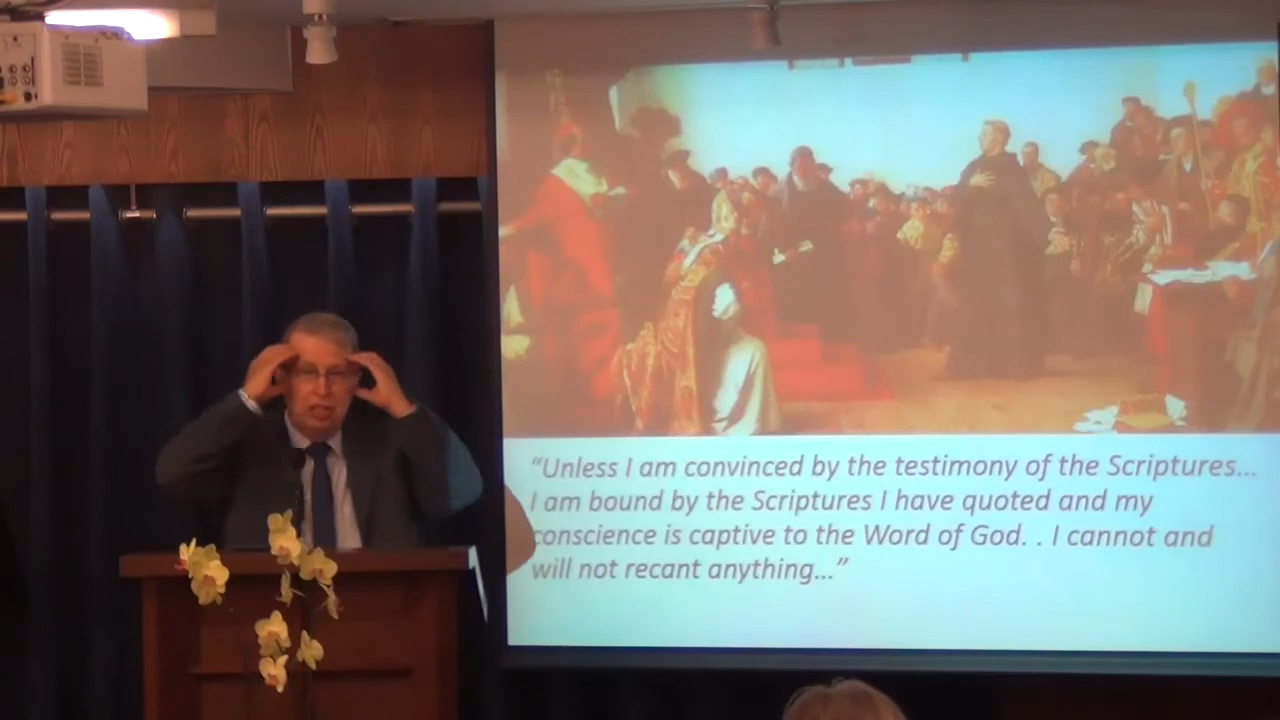 “Unless I am convinced by the testimony of the Scriptures...
I am bound by the Scriptures I have quoted and my
conscience is captive to the Word of God. . I cannot and
will not recant anything...”